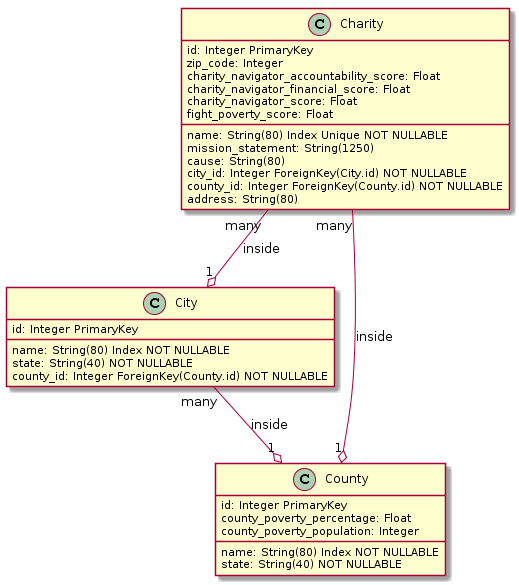 C Charity
id: Integer PrimaryKey
zip_code: Integer
charity_navigator_accountability_score: Float
charity_navigator_financial_score: Float
charity_navigator_score: Float
fight_poverty_score: Float
name: String(80) Index Unique NOT NULLABLE
mission_statement: String(1250)
cause: String(80)
city_id: Integer ForeignKey(City.id) NOT NULLABLE
county_id: Integer ForeignKey(County.id) NOT NULLABLE
address: String(80)
many
many
inside
1
C City
id: Integer PrimaryKey
name: String(80) Index NOT NULLABLE
state: String(40) NOT NULLABLE
county_id: Integer ForeignKey(County.id) NOT NULLABLE
inside
many
inside
1
1
C County
id: Integer PrimaryKey
county_poverty_percentage: Float
county_poverty_population: Integer
name: String(80) Index NOT NULLABLE
state: String(40) NOT NULLABLE